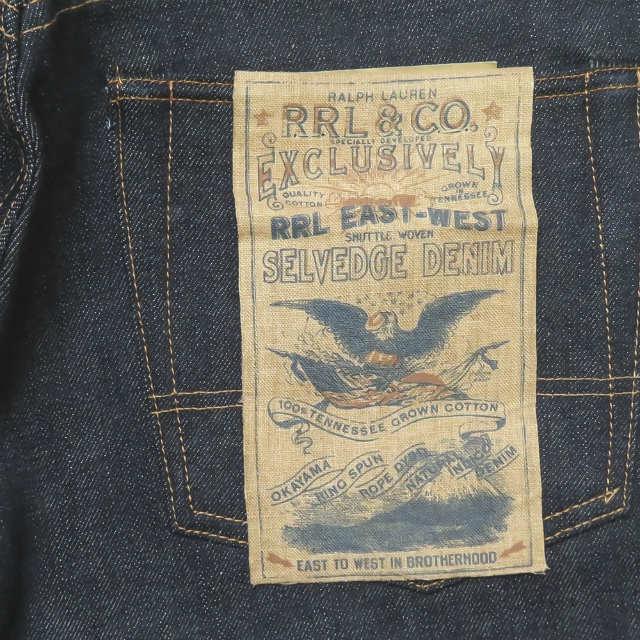 RALPH LAUREN
RRL & CO.
SPECIALLY DEVELOPED
EXCLUSIVELY
QUALITY COTTON
GROWN IN TENNESSEE
RRL EAST-WEST
SHUTTLE WOVEN
SELVEDGE DENIM
100% TENNESSEE GROWN COTTON
OKAYAMA RING SPUN ROPE DYED NATURAL INDIGO DENIM
EAST TO WEST IN BROTHERHOOD